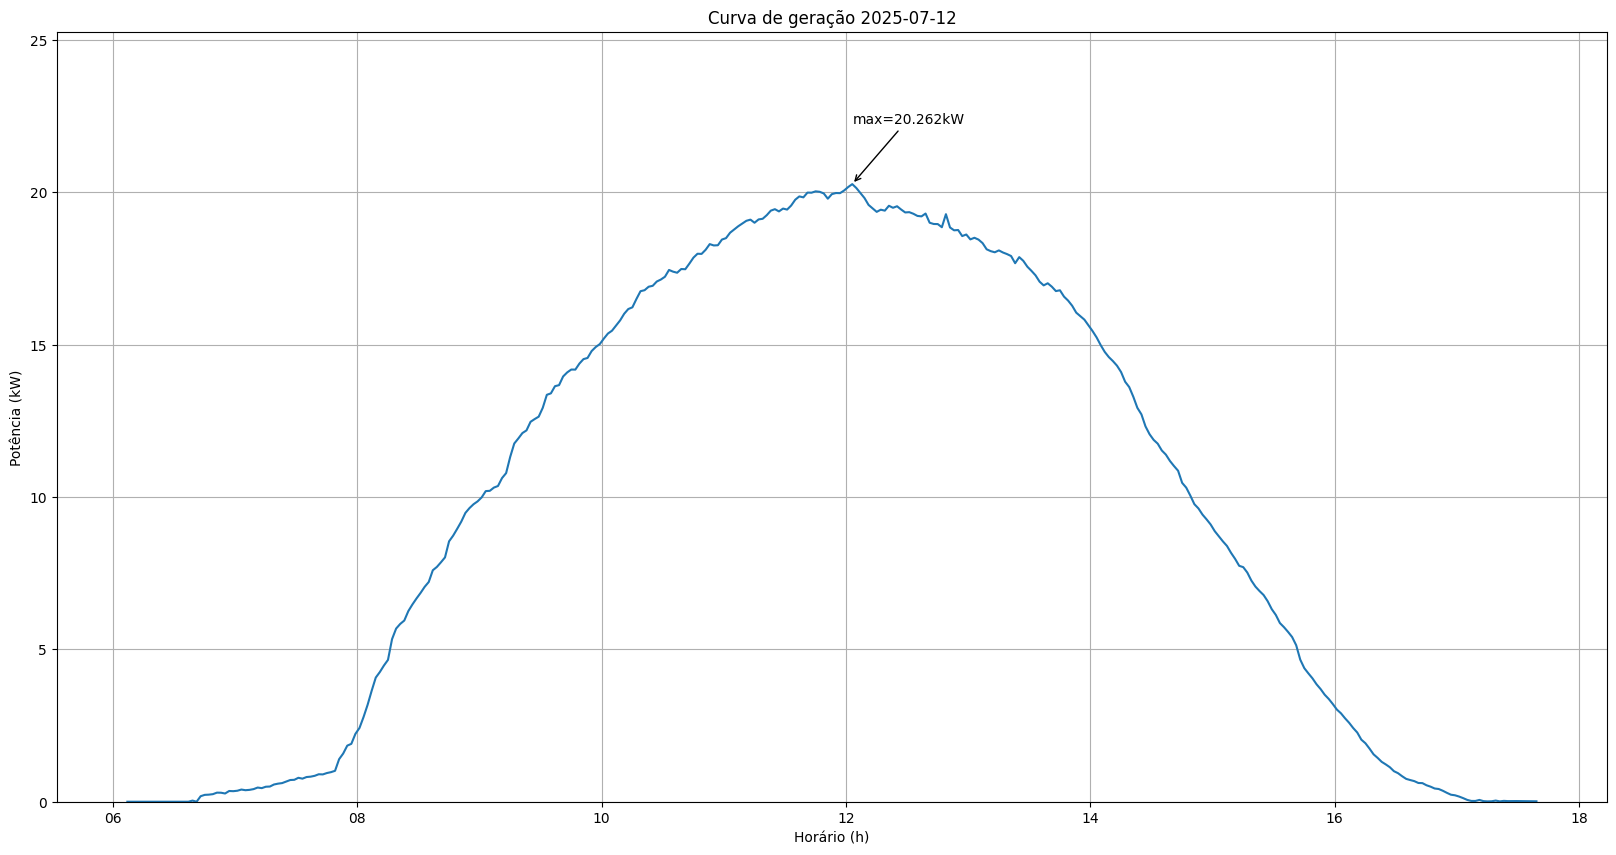 Curva de geração 2025-07-12
25
max=20.262kW
20
15
Potência (kW)
10
5
0
06 08 10 12 14 16 18
Horário (h)